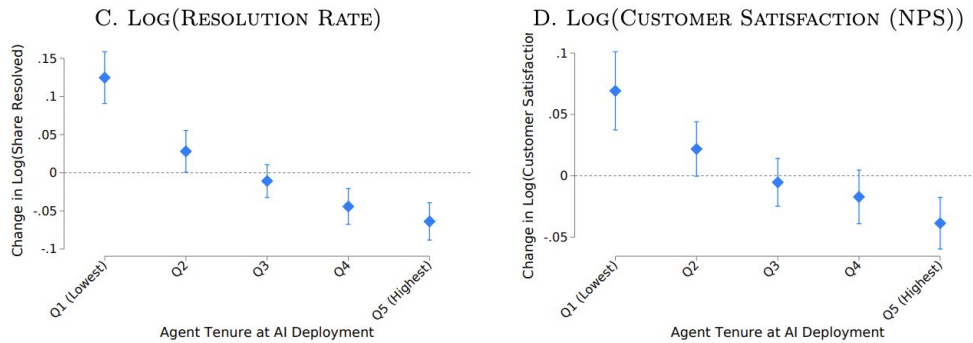 C. Log(Resolution Rate)
Change in Log(Share Resolved)
.15
.1
.05
0
-.05
-.1
Q1 (Lowest)
Q2
Q3
Q4
Q5 (Highest)
Agent Tenure at AI Deployment
D. Log(Customer Satisfaction (NPS))
Change in Log(Customer Satisfaction
.1
.05
0
-.05
Q1 (Lowest)
Q2
Q3
Q4
Q5 (Highest)
Agent Tenure at AI Deployment